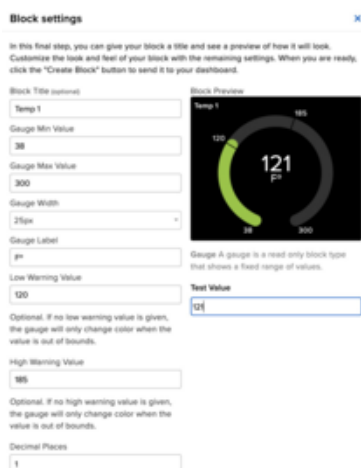 Block settings
×
In this final step, you can give your block a title and see a preview of how it will look.
Customize the look and feel of your block with the remaining settings. When you are ready,
click the "Create Block" button to send it to your dashboard.
Block Title (optional)
Temp 1
Gauge Min Value
38
Gauge Max Value
300
Gauge Width
25px
Gauge Label
F°
Low Warning Value
120
Optional. If no low warning value is given,
the gauge will only change color when the
value is out of bounds.
High Warning Value
185
Optional. If no high warning value is given,
the gauge will only change color when the
value is out of bounds.
Decimal Places
1
Block Preview
Temp 1
185
120
121
F°
38
300
Gauge A gauge is a read only block type
that shows a fixed range of values.
Test Value
121